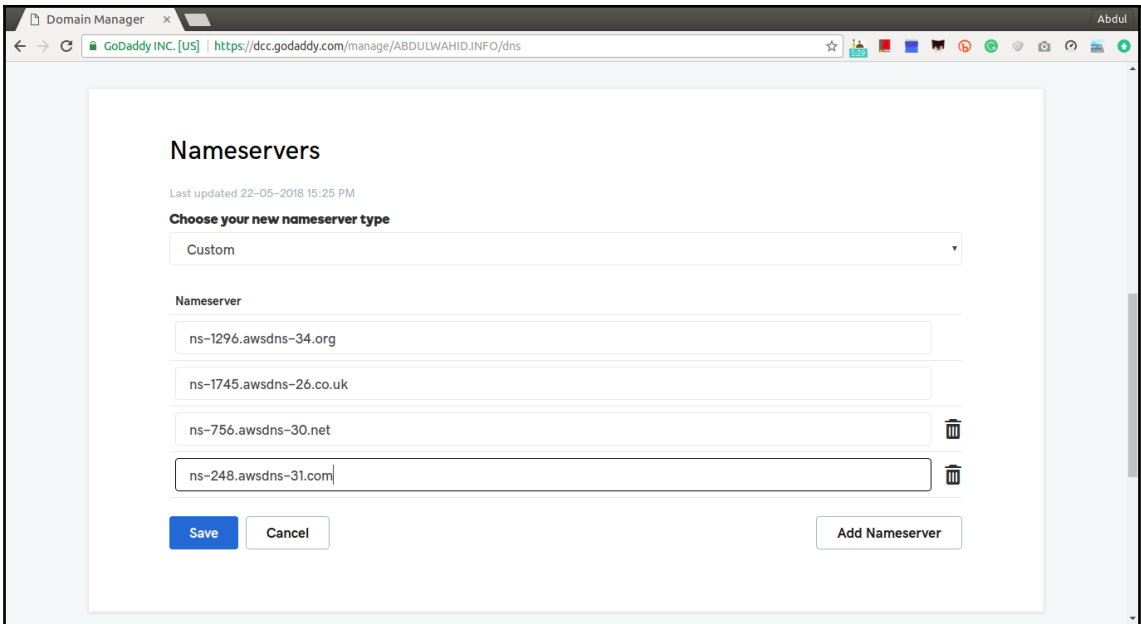 Domain Manager
Abdul
GoDaddy INC. [US] https://dcc.godaddy.com/manage/ABDULWAHID.INFO/dns
5:29
Nameservers
Last updated 22-05-2018 15:25 PM
Choose your new nameserver type
Custom
Nameserver
ns-1296.awsdns-34.org
ns-1745.awsdns-26.co.uk
ns-756.awsdns-30.net
ns-248.awsdns-31.com
Save Cancel Add Nameserver